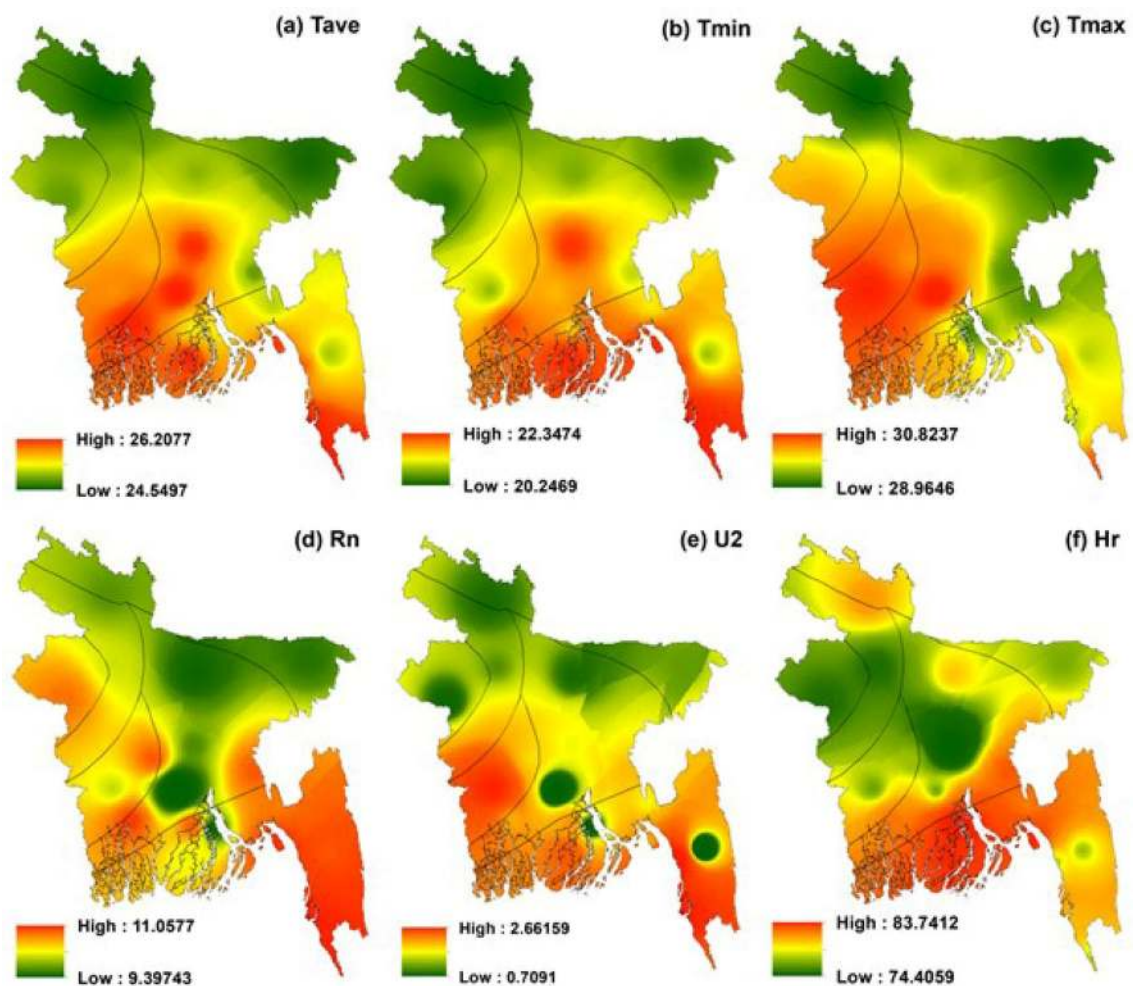 (a) Tave
(b) Tmin
(c) Tmax
High : 26.2077
Low : 24.5497
High : 22.3474
Low : 20.2469
High : 30.8237
Low : 28.9646
(d) Rn
(e) U2
(f) Hr
High : 11.0577
Low : 9.39743
High : 2.66159
Low : 0.7091
High : 83.7412
Low : 74.4059